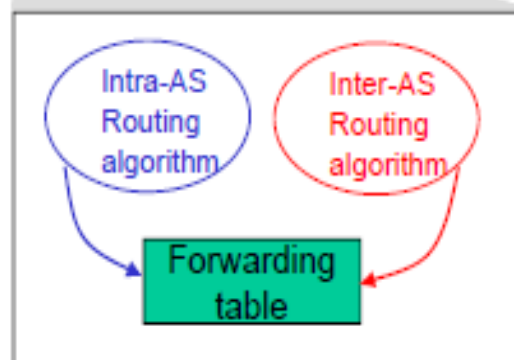 Intra-AS
Routing
algorithm
Inter-AS
Routing
algorithm
Forwarding
table